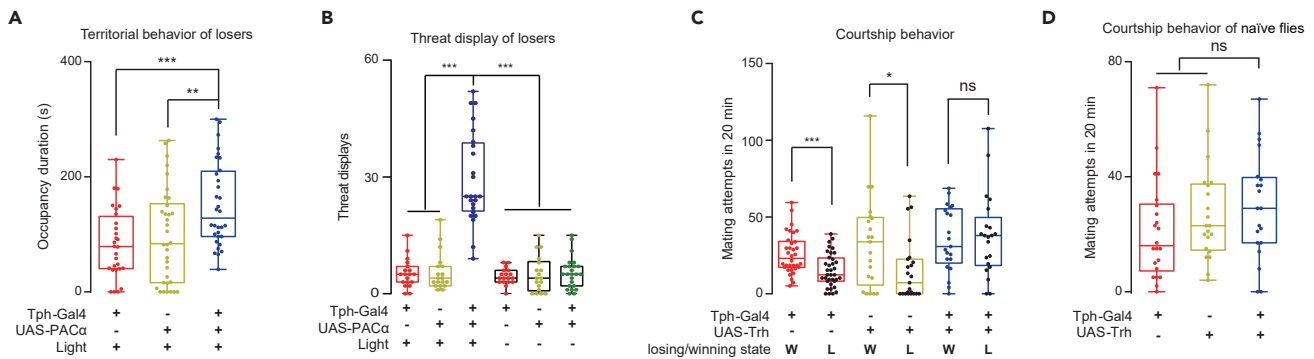 A
Territorial behavior of losers
400
200
0
Occupancy duration (s)
***
**
Tph-Gal4 + - +
UAS-PACα - + +
Light + + +
B
Threat display of losers
60
30
0
Threat displays
*** ***
Tph-Gal4 + - + + - +
UAS-PACα - + + - + +
Light + + + - - -
C
Courtship behavior
150
100
50
0
Mating attempts in 20 min
***
*
ns
Tph-Gal4 + + - - + +
UAS-Trh - - + + + +
losing/winning state W L W L W L
D
Courtship behavior of naïve flies
80
40
0
Mating attempts in 20 min
ns
Tph-Gal4 + - +
UAS-Trh - + +